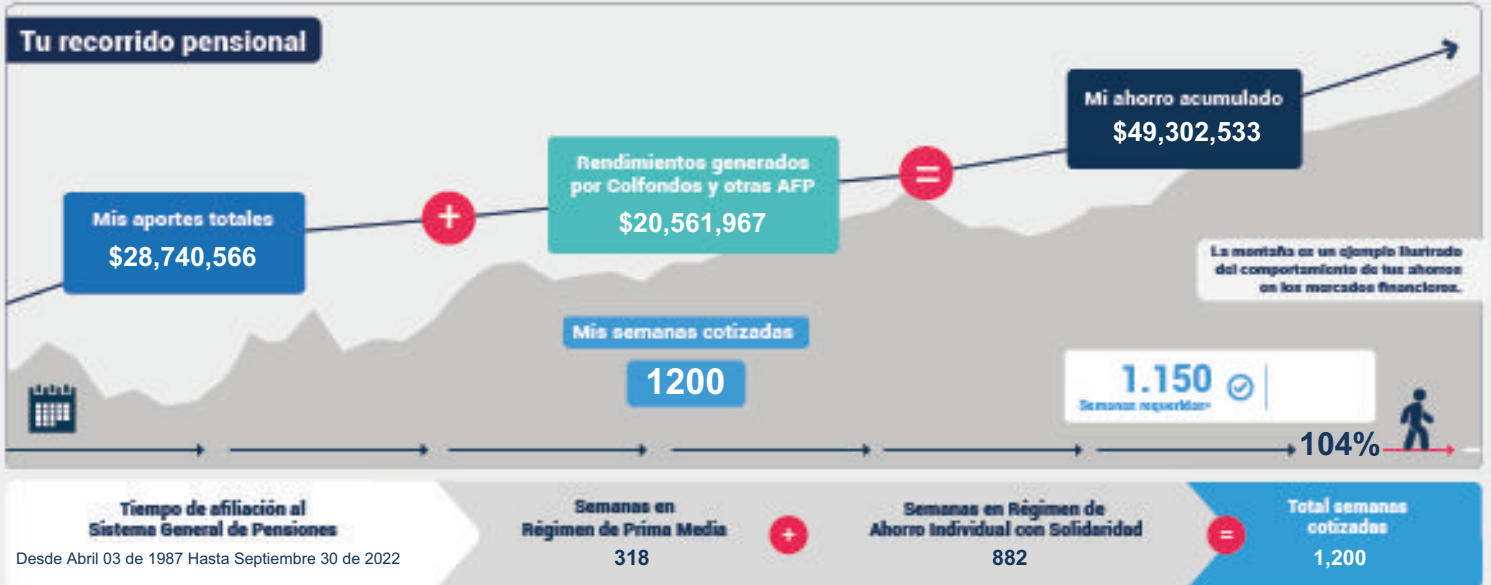 Tu recorrido pensional
Mi ahorro acumulado
$49,302,533
Rendimientos generados
por Colfondos y otras AFP
$20,561,967
Mis aportes totales
$28,740,566
+
=
La montaña es un ejemplo ilustrado
del comportamiento de tus ahorros
en los mercados financieros.
Mis semanas cotizadas
1200
1.150
Semanas requeridas*
104%
Tiempo de afiliación al
Sistema General de Pensiones
Desde Abril 03 de 1987 Hasta Septiembre 30 de 2022
Semanas en
Régimen de Prima Media
318
+
Semanas en Régimen de
Ahorro Individual con Solidaridad
882
=
Total semanas
cotizadas
1,200